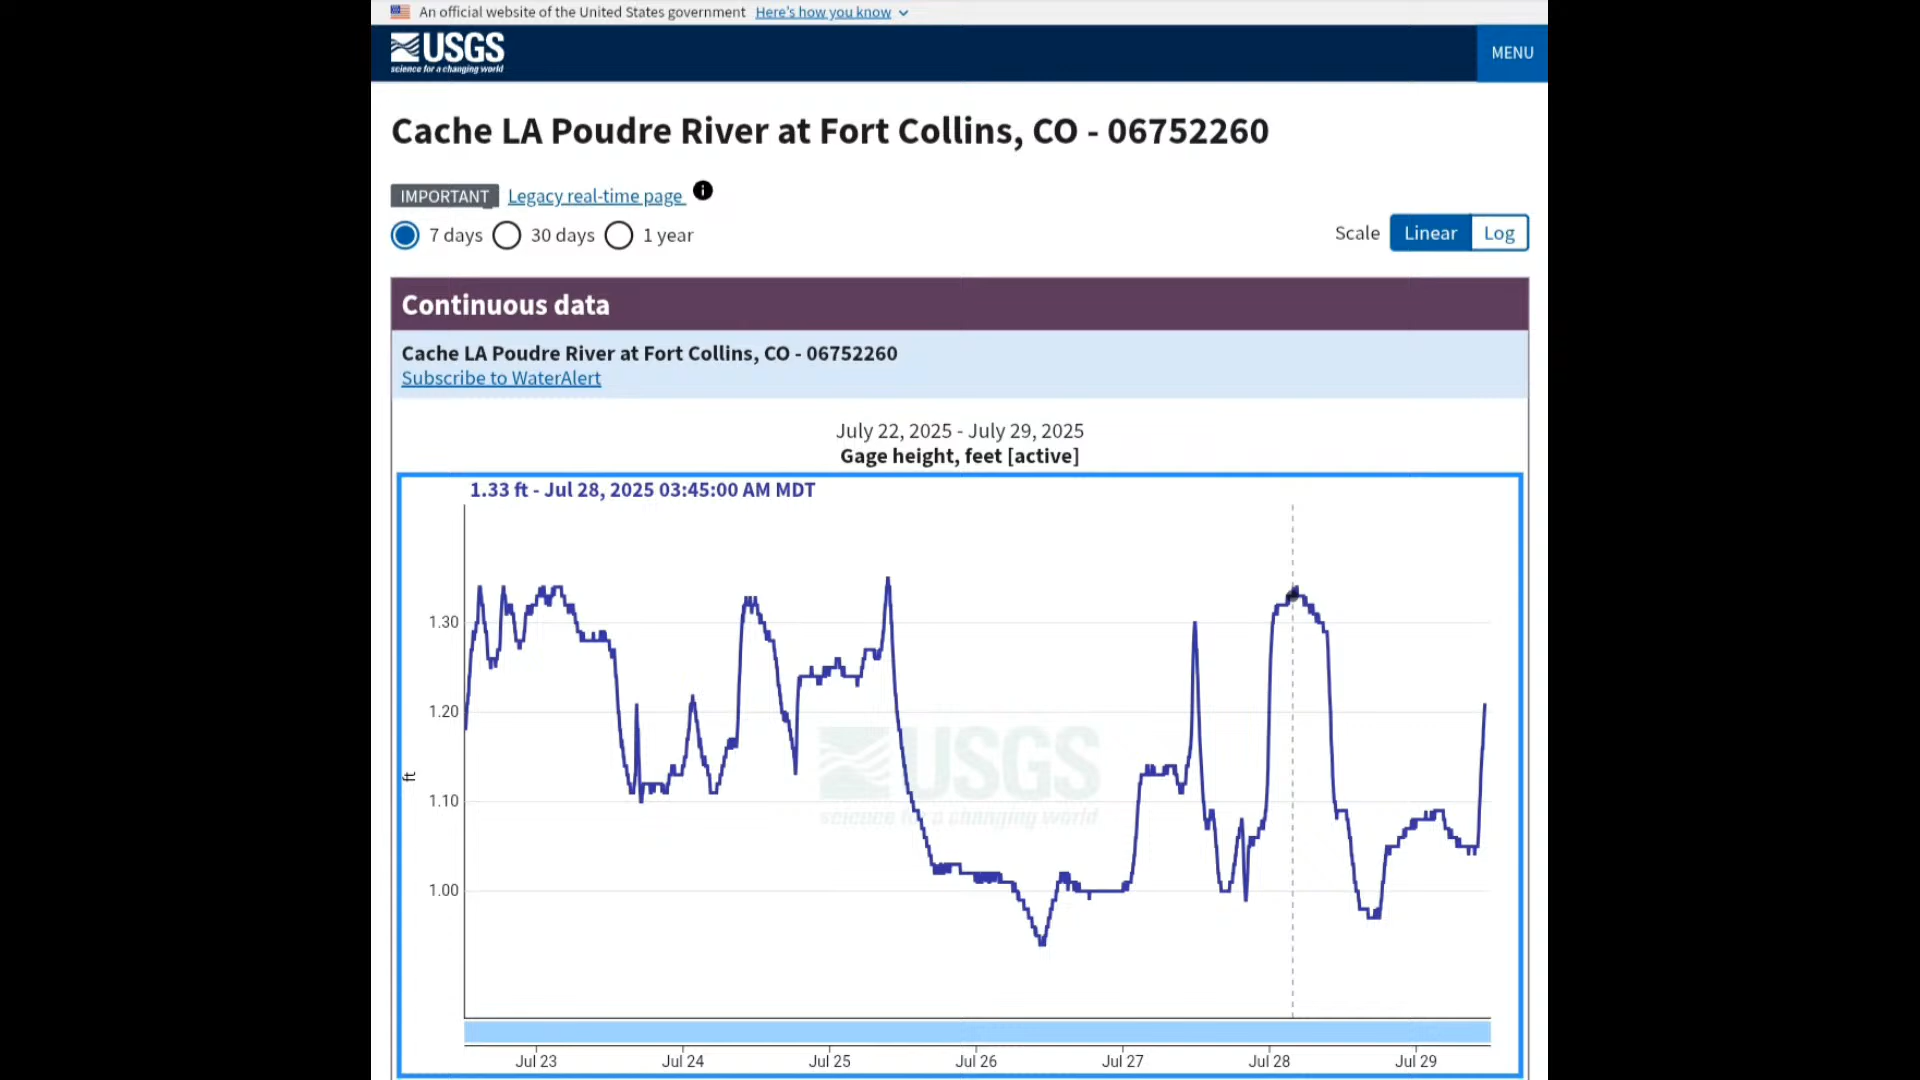 An official website of the United States government Here's how you know
USGS
science for a changing world
MENU
Cache LA Poudre River at Fort Collins, CO - 06752260
IMPORTANT Legacy real-time page
7 days 30 days 1 year
Scale Linear Log
Continuous data
Cache LA Poudre River at Fort Collins, CO - 06752260
Subscribe to WaterAlert
July 22, 2025 - July 29, 2025
Gage height, feet [active]
1.33 ft - Jul 28, 2025 03:45:00 AM MDT
1.30
1.20
ft
1.10
1.00
USGS
science for a changing world
Jul 23 Jul 24 Jul 25 Jul 26 Jul 27 Jul 28 Jul 29